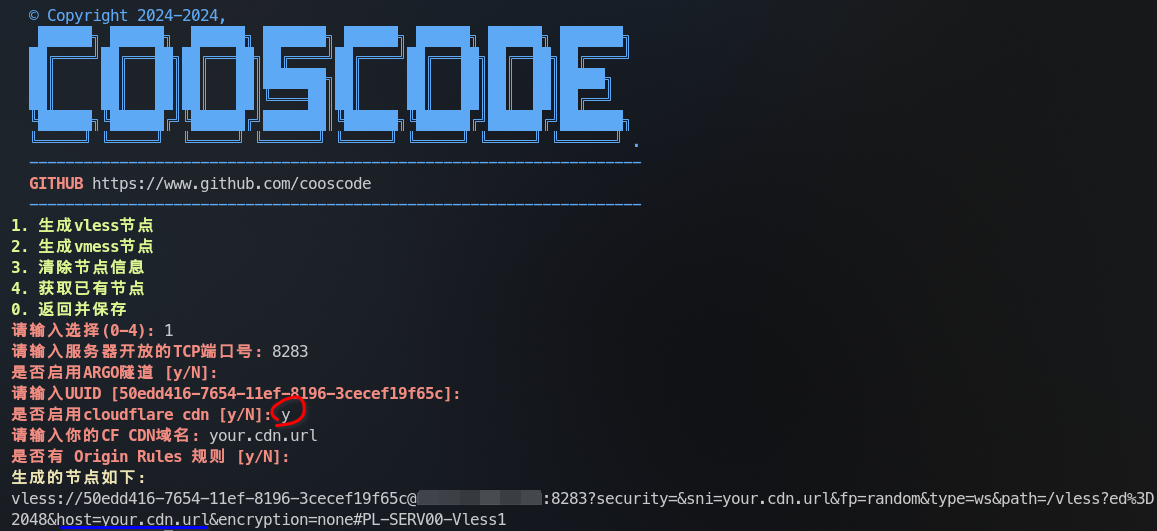 © Copyright 2024-2024,
COOSCODE.
GITHUB https://www.github.com/cooscode
1. 生成vless节点
2. 生成vmess节点
3. 清除节点信息
4. 获取已有节点
0. 返回并保存
请输入选择(0-4): 1
请输入服务器开放的TCP端口号: 8283
是否启用ARGO隧道 [y/N]:
请输入UUID [50edd416-7654-11ef-8196-3cecef19f65c]:
是否启用cloudflare cdn [y/N]: y
请输入你的CF CDN域名: your.cdn.url
是否有 Origin Rules 规则 [y/N]:
生成的节点如下:
vless://50edd416-7654-11ef-8196-3cecef19f65c@:8283?security=&sni=your.cdn.url&fp=random&type=ws&path=/vless?ed%3D
2048&host=your.cdn.url&encryption=none#PL-SERV00-Vless1